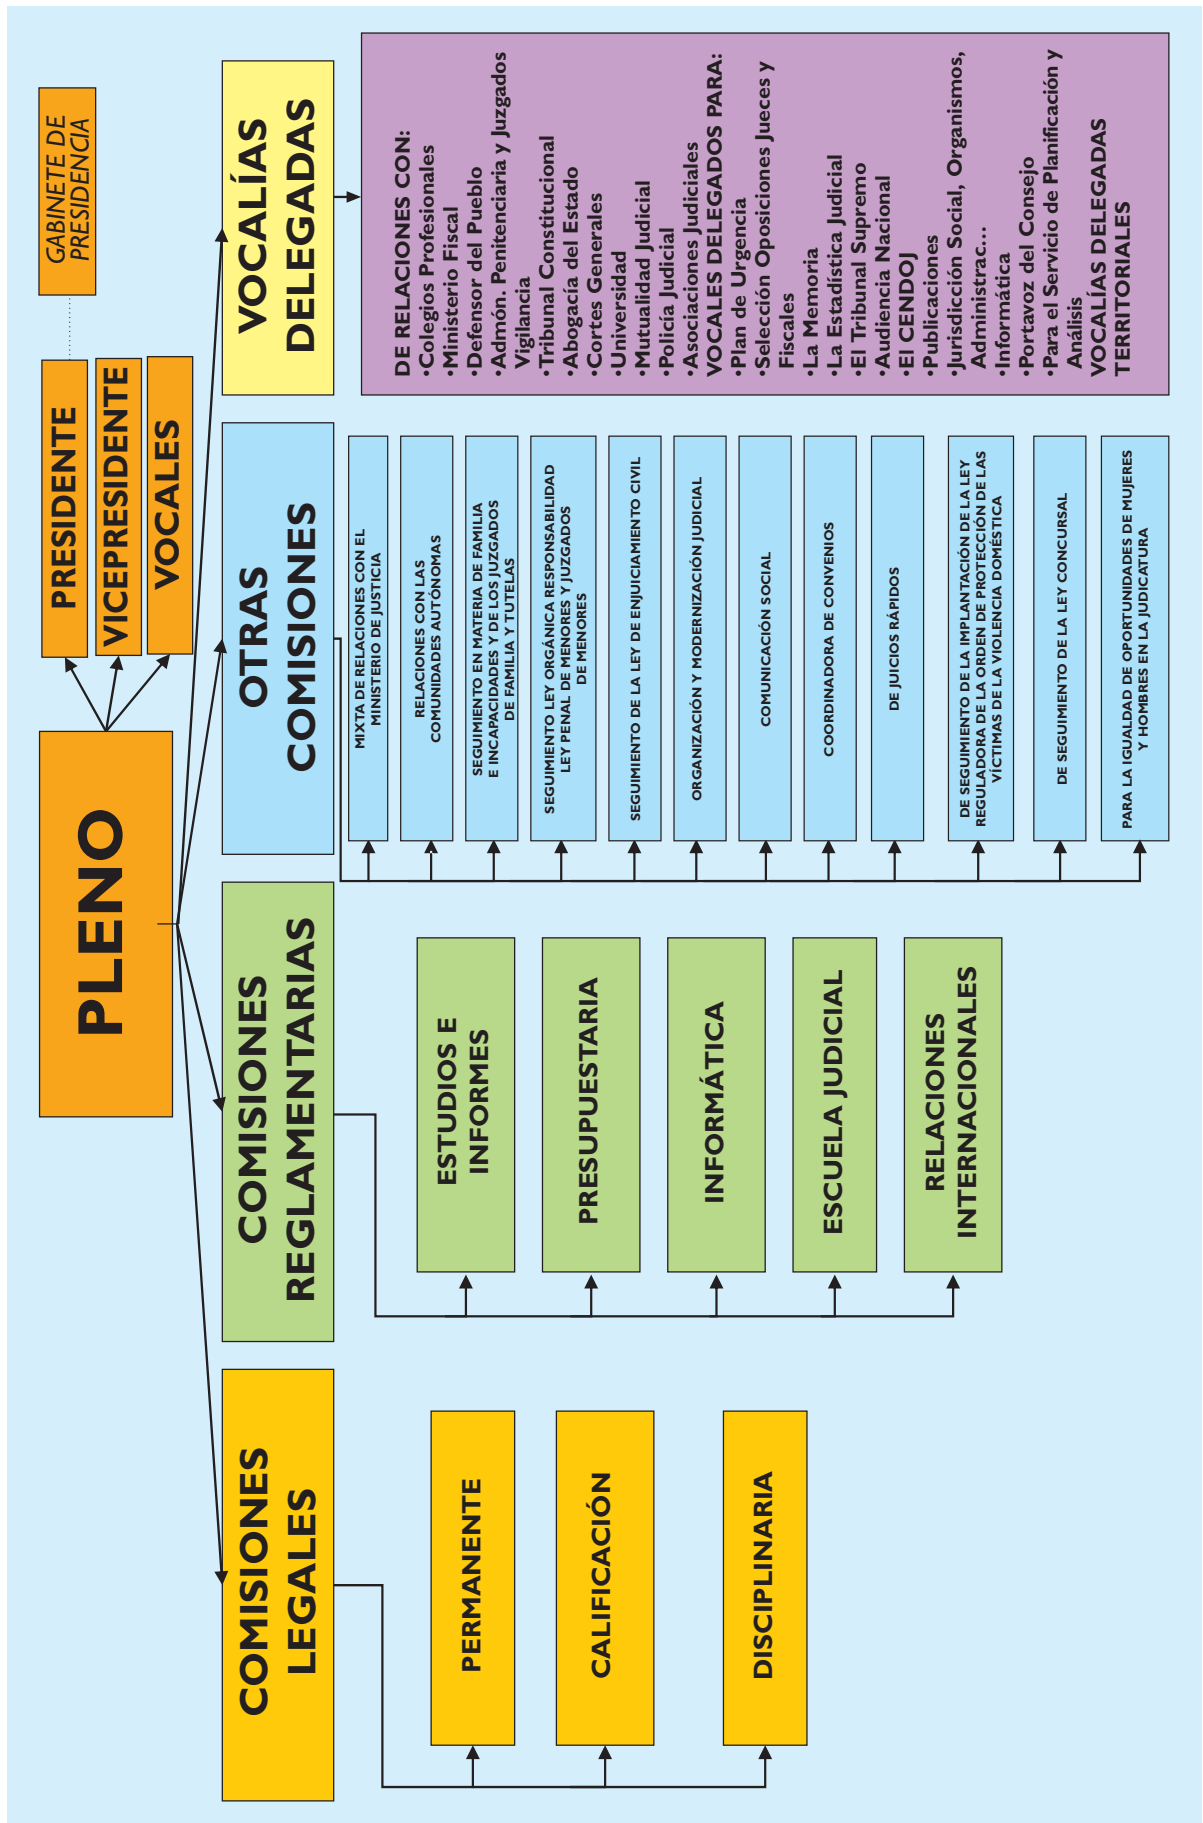 PLENO
PRESIDENTE
VICEPRESIDENTE
VOCALES
GABINETE DE
PRESIDENCIA
COMISIONES
LEGALES
PERMANENTE
CALIFICACIÓN
DISCIPLINARIA
COMISIONES
REGLAMENTARIAS
ESTUDIOS E
INFORMES
PRESUPUESTARIA
INFORMÁTICA
ESCUELA JUDICIAL
RELACIONES
INTERNACIONALES
OTRAS
COMISIONES
MIXTA DE RELACIONES CON EL
MINISTERIO DE JUSTICIA
RELACIONES CON LAS
COMUNIDADES AUTÓNOMAS
SEGUIMIENTO EN MATERIA DE FAMILIA
E INCAPACIDADES Y DE LOS JUZGADOS
DE FAMILIA Y TUTELAS
SEGUIMIENTO LEY ORGÁNICA RESPONSABILIDAD
LEY PENAL DE MENORES Y JUZGADOS
DE MENORES
SEGUIMIENTO DE LA LEY DE ENJUICIAMIENTO CIVIL
ORGANIZACIÓN Y MODERNIZACIÓN JUDICIAL
COMUNICACIÓN SOCIAL
COORDINADORA DE CONVENIOS
DE JUICIOS RÁPIDOS
DE SEGUIMIENTO DE LA IMPLANTACIÓN DE LA LEY
REGULADORA DE LA ORDEN DE PROTECCIÓN DE LAS
VÍCTIMAS DE LA VIOLENCIA DOMÉSTICA
DE SEGUIMIENTO DE LA LEY CONCURSAL
PARA LA IGUALDAD DE OPORTUNIDADES DE MUJERES
Y HOMBRES EN LA JUDICATURA
VOCALÍAS
DELEGADAS
DE RELACIONES CON:
•Colegios Profesionales
•Ministerio Fiscal
•Defensor del Pueblo
•Admón. Penitenciaria y Juzgados
Vigilancia
•Tribunal Constitucional
•Abogacía del Estado
•Cortes Generales
•Universidad
•Mutualidad Judicial
•Policía Judicial
•Asociaciones Judiciales
VOCALES DELEGADOS PARA:
•Plan de Urgencia
•Selección Oposiciones Jueces y
Fiscales
•La Memoria
•La Estadística Judicial
•El Tribunal Supremo
•Audiencia Nacional
•El CENDOJ
•Publicaciones
•Jurisdicción Social, Organismos,
Administrac...
•Informática
•Portavoz del Consejo
•Para el Servicio de Planificación y
Análisis
VOCALÍAS DELEGADAS
TERRITORIALES